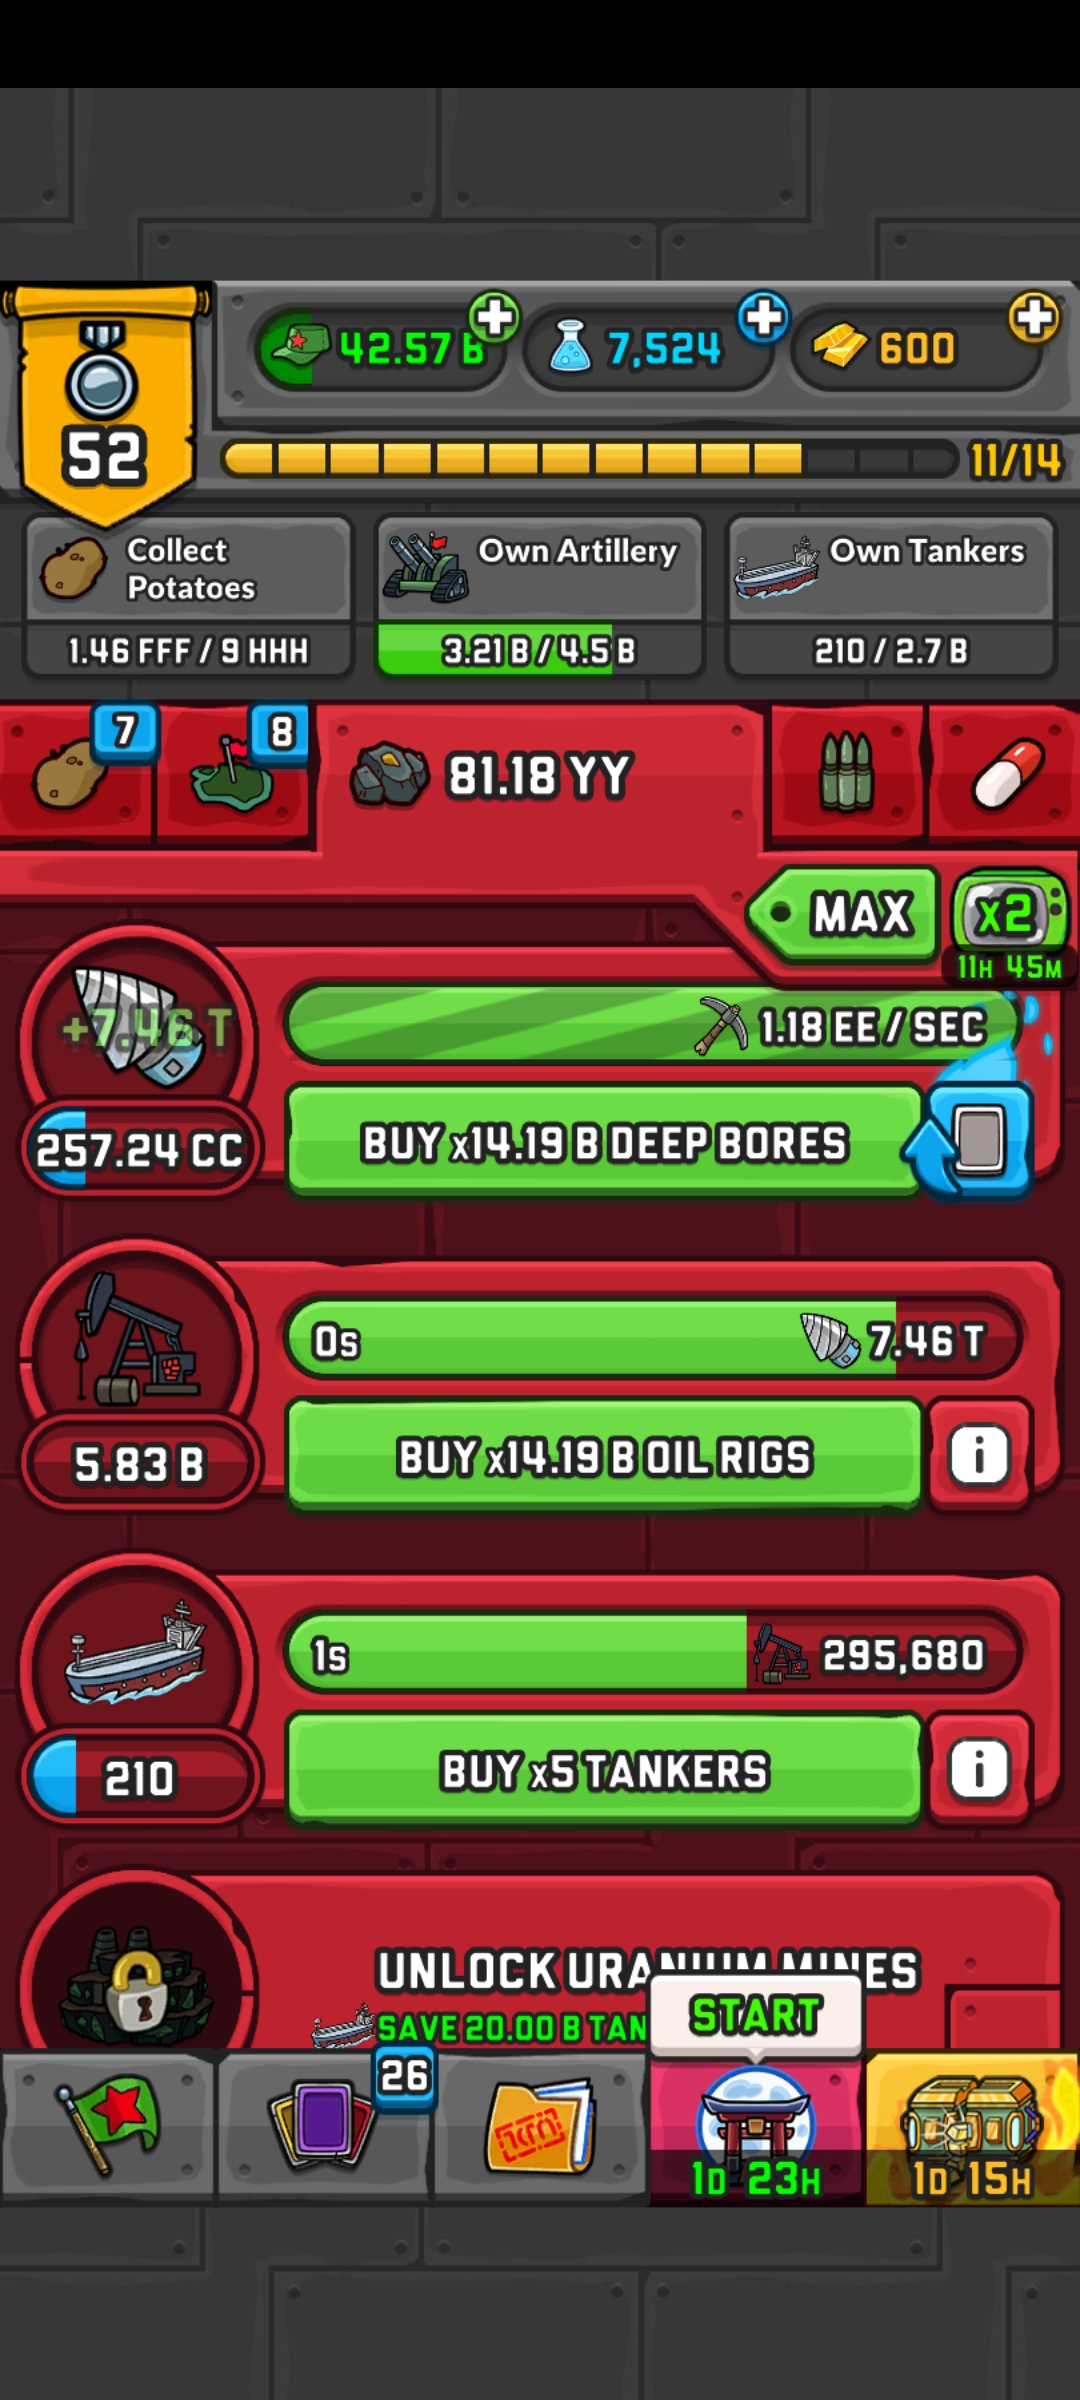 42.57 B
7,524
600
52
11/14
Collect
Potatoes
1.46 FFF / 9 HHH
Own Artillery
3.21 B / 4.5 B
Own Tankers
210 / 2.7 B
7
8
81.18 YY
MAX
x2
11H 45M
+7.46 T
1.18 EE / SEC
257.24 CC
BUY x14.19 B DEEP BORES
0s
7.46 T
5.83 B
BUY x14.19 B OIL RIGS
i
1s
295,680
210
BUY x5 TANKERS
i
UNLOCK URANIUM MINES
SAVE 20.00 B TAN
START
26
1D 23H
1D 15H